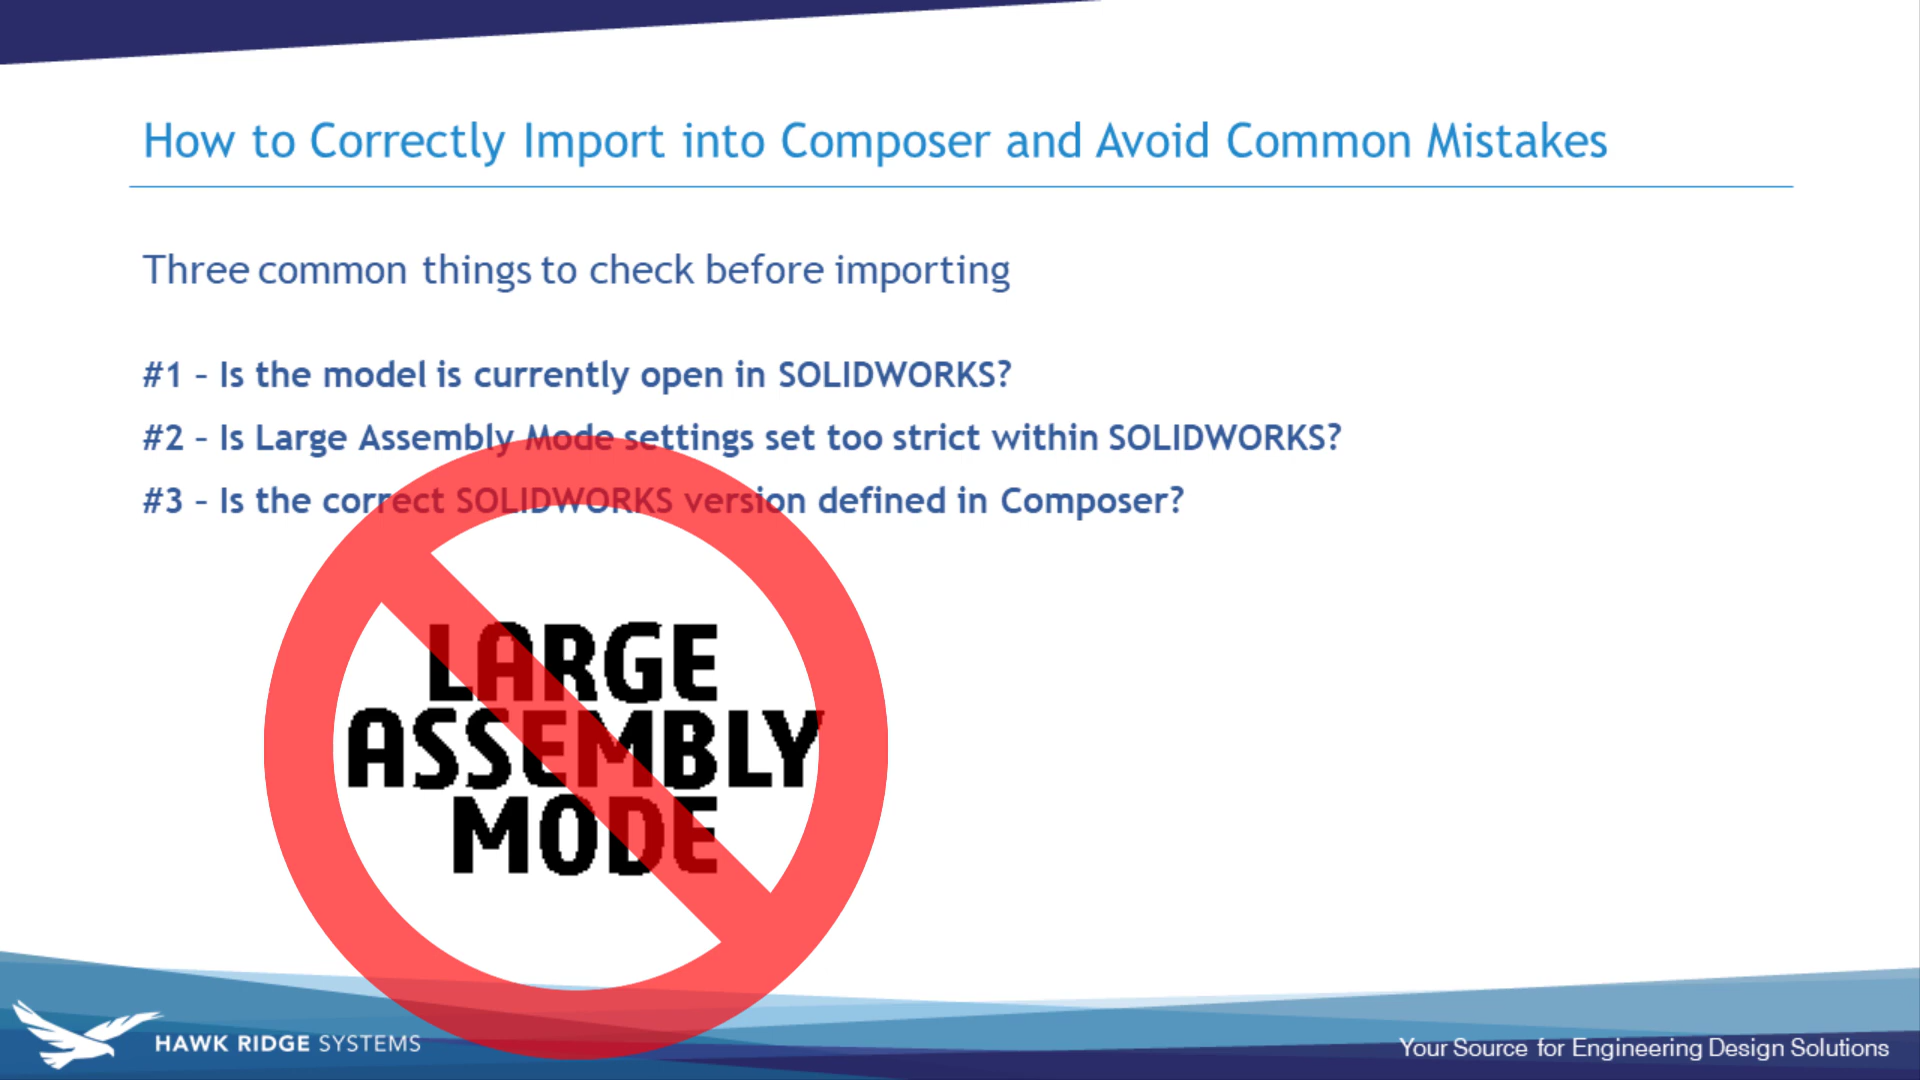 How to Correctly Import into Composer and Avoid Common Mistakes
Three common things to check before importing
#1 – Is the model is currently open in SOLIDWORKS?
#2 – Is Large Assembly Mode settings set too strict within SOLIDWORKS?
#3 – Is the correct SOLIDWORKS version defined in Composer?
LARGE
ASSEMBLY
MODE
HAWK RIDGE SYSTEMS
Your Source for Engineering Design Solutions